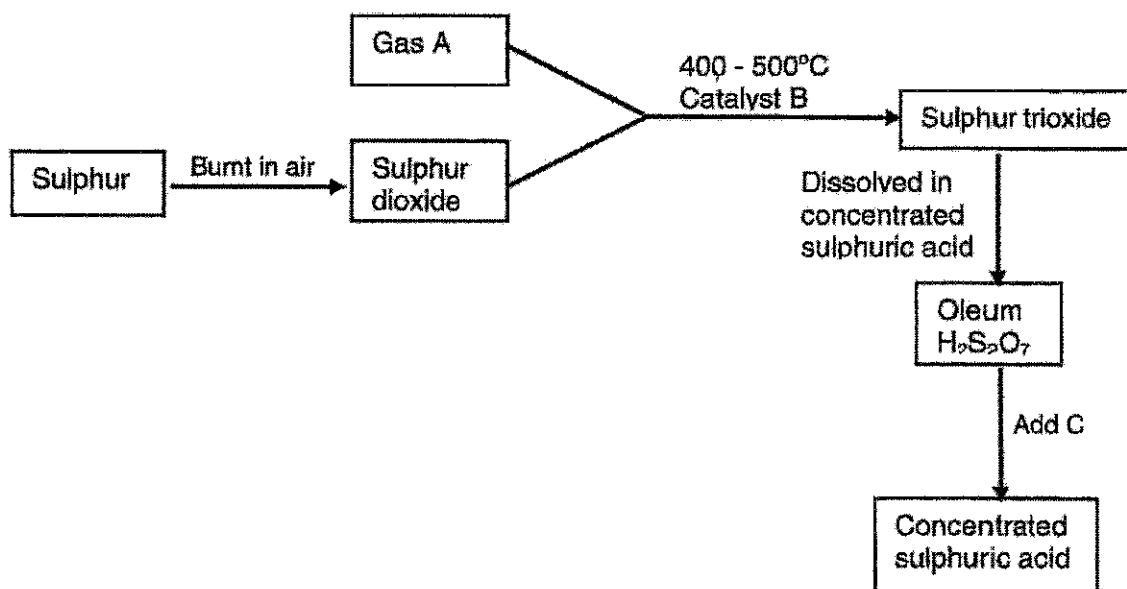 Gas A
400 - 500ºC
Catalyst B
Sulphur trioxide
Sulphur
Burnt in air
Sulphur
dioxide
Dissolved in
concentrated
sulphuric acid
Oleum
H₂S₂O₇
Add C
Concentrated
sulphuric acid